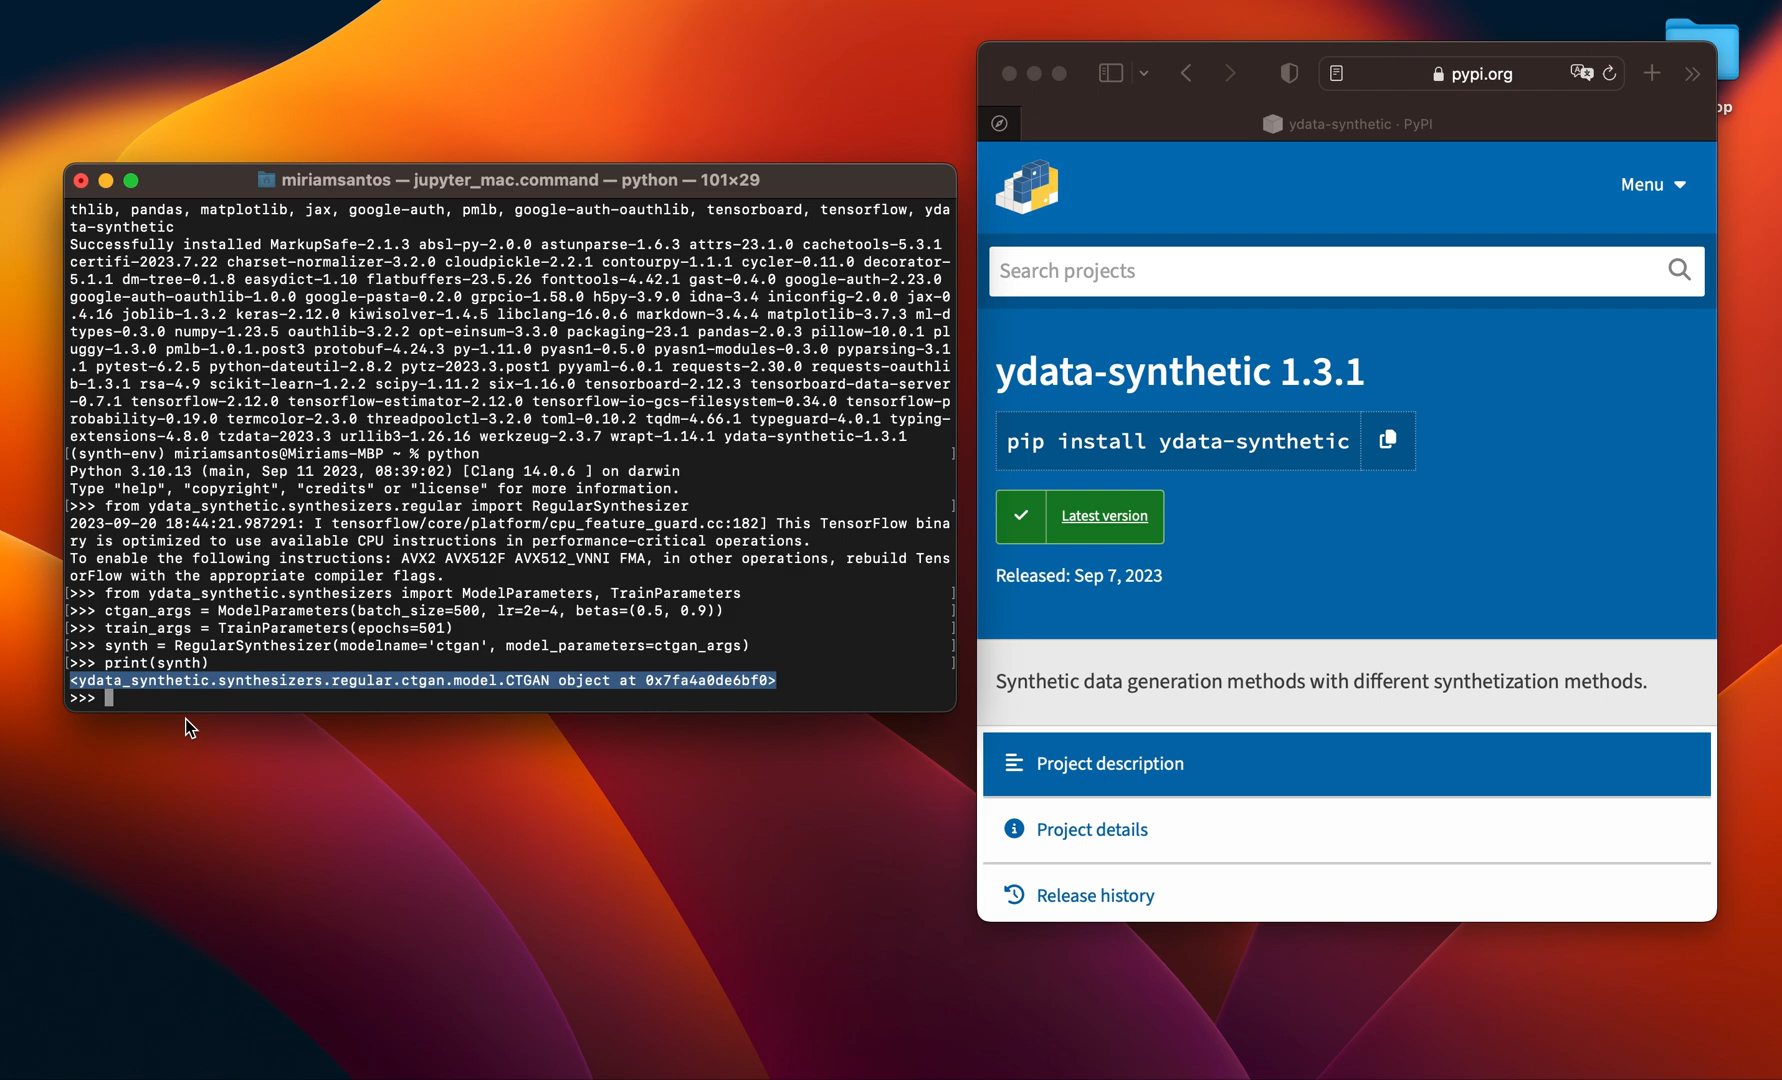 miriamsantos — jupyter_mac.command — python — 101×29
thlib, pandas, matplotlib, jax, google-auth, pmlb, google-auth-oauthlib, tensorboard, tensorflow, yda
ta-synthetic
Successfully installed MarkupSafe-2.1.3 absl-py-2.0.0 astunparse-1.6.3 attrs-23.1.0 cachetools-5.3.1
certifi-2023.7.22 charset-normalizer-3.2.0 cloudpickle-2.2.1 contourpy-1.1.1 cycler-0.11.0 decorator-
5.1.1 dm-tree-0.1.8 easydict-1.10 flatbuffers-23.5.26 fonttools-4.42.1 gast-0.4.0 google-auth-2.23.0
google-auth-oauthlib-1.0.0 google-pasta-0.2.0 grpcio-1.58.0 h5py-3.9.0 idna-3.4 iniconfig-2.0.0 jax-0
.4.16 joblib-1.3.2 keras-2.12.0 kiwisolver-1.4.5 libclang-16.0.6 markdown-3.4.4 matplotlib-3.7.3 ml-d
types-0.3.0 numpy-1.23.5 oauthlib-3.2.2 opt-einsum-3.3.0 packaging-23.1 pandas-2.0.3 pillow-10.0.1 pl
uggy-1.3.0 pmlb-1.0.1.post3 protobuf-4.24.3 py-1.11.0 pyasn1-0.5.0 pyasn1-modules-0.3.0 pyparsing-3.1
.1 pytest-6.2.5 python-dateutil-2.8.2 pytz-2023.3.post1 pyyaml-6.0.1 requests-2.30.0 requests-oauthli
b-1.3.1 rsa-4.9 scikit-learn-1.2.2 scipy-1.11.2 six-1.16.0 tensorboard-2.12.3 tensorboard-data-server
-0.7.1 tensorflow-2.12.0 tensorflow-estimator-2.12.0 tensorflow-io-gcs-filesystem-0.34.0 tensorflow-p
robability-0.19.0 termcolor-2.3.0 threadpoolctl-3.2.0 toml-0.10.2 tqdm-4.66.1 typeguard-4.0.1 typing-
extensions-4.8.0 tzdata-2023.3 urllib3-1.26.16 werkzeug-2.3.7 wrapt-1.14.1 ydata-synthetic-1.3.1
[(synth-env) miriamsantos@Miriams-MBP ~ % python ]
Python 3.10.13 (main, Sep 11 2023, 08:39:02) [Clang 14.0.6 ] on darwin
Type "help", "copyright", "credits" or "license" for more information.
[>>> from ydata_synthetic.synthesizers.regular import RegularSynthesizer ]
2023-09-20 18:44:21.987291: I tensorflow/core/platform/cpu_feature_guard.cc:182] This TensorFlow bina
ry is optimized to use available CPU instructions in performance-critical operations.
To enable the following instructions: AVX2 AVX512F AVX512_VNNI FMA, in other operations, rebuild Tens
orFlow with the appropriate compiler flags.
[>>> from ydata_synthetic.synthesizers import ModelParameters, TrainParameters ]
[>>> ctgan_args = ModelParameters(batch_size=500, lr=2e-4, betas=(0.5, 0.9)) ]
[>>> train_args = TrainParameters(epochs=501) ]
[>>> synth = RegularSynthesizer(modelname='ctgan', model_parameters=ctgan_args) ]
[>>> print(synth) ]
<ydata_synthetic.synthesizers.regular.ctgan.model.CTGAN object at 0x7fa4a0de6bf0>
>>>
op
pypi.org
ydata-synthetic · PyPI
Menu
Search projects
ydata-synthetic 1.3.1
pip install ydata-synthetic
Latest version
Released: Sep 7, 2023
Synthetic data generation methods with different synthetization methods.
Project description
Project details
Release history